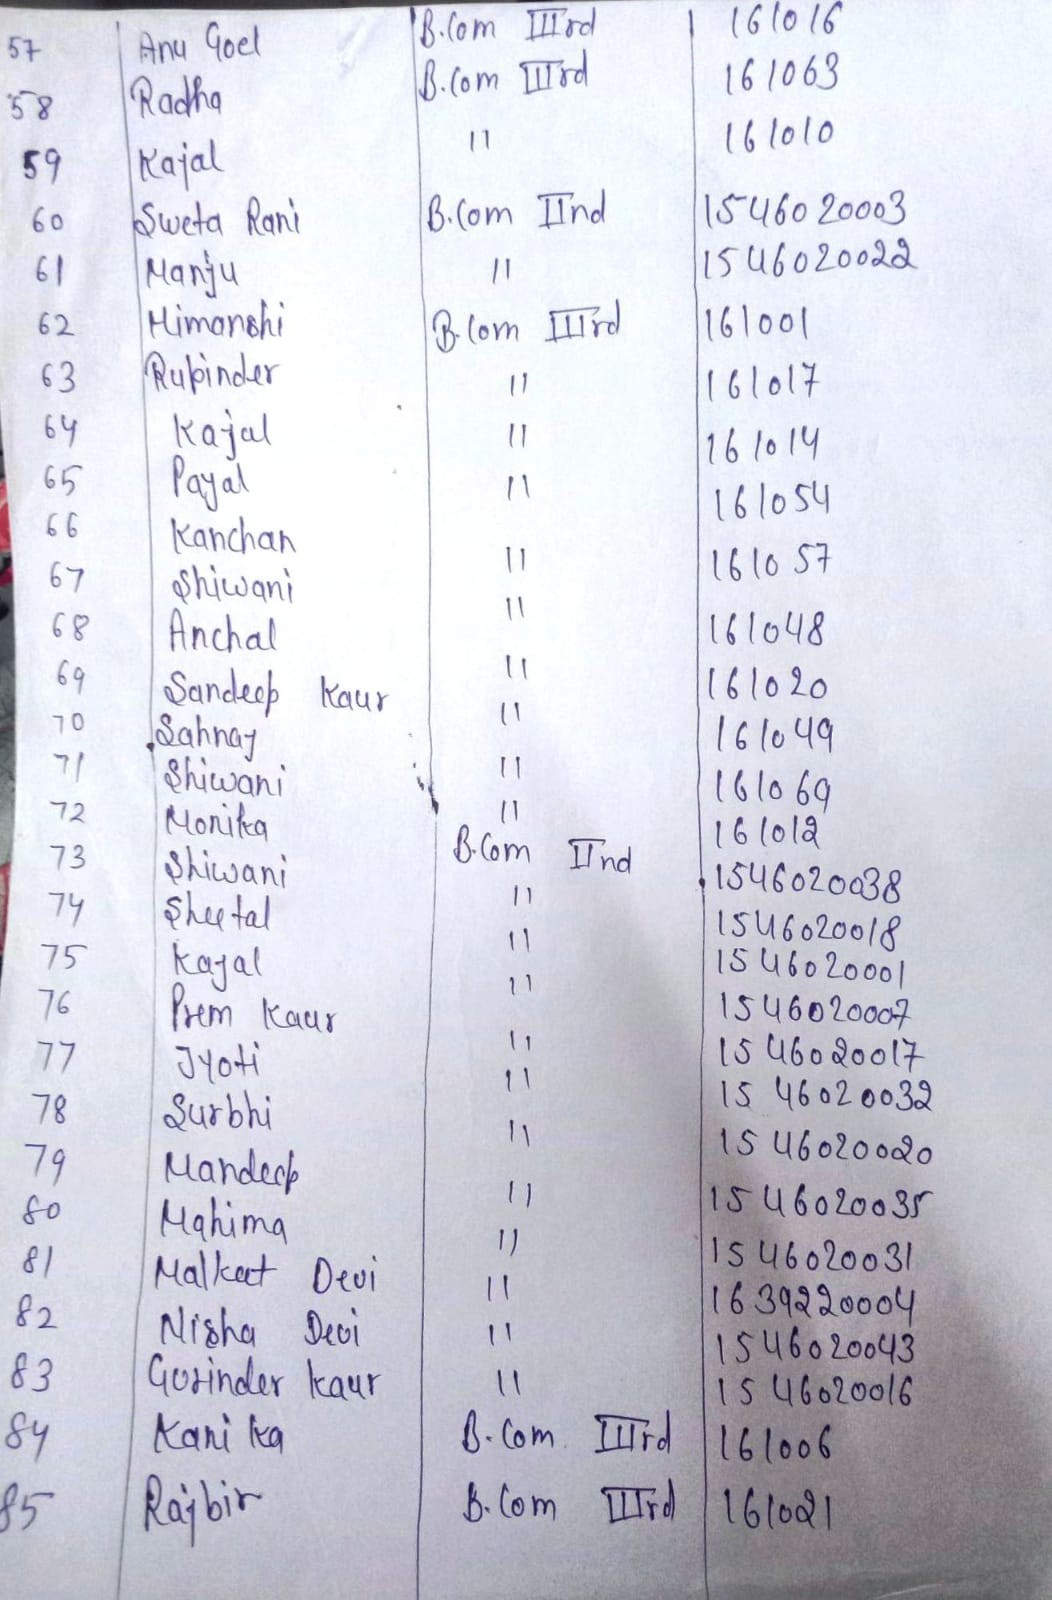 57 Anu Goel B.Com IIIrd 161016
58 Radha B.Com IIIrd 161063
59 Kajal " 161010
60 Sweta Rani B.Com IInd 1546020003
61 Manju " 1546020022
62 Himanshi B.Com IIIrd 161001
63 Rupinder " 161017
64 Kajal " 161014
65 Payal " 161054
66 Kanchan " 161057
67 Shiwani " 161048
68 Anchal " 161020
69 Sandeep Kaur " 161049
70 Sahnaj " 161069
71 Shiwani " 161012
72 Monika B.Com IInd 1546020038
73 Shiwani " 1546020018
74 Sheetal " 1546020001
75 Kajal " 1546020007
76 Prem Kaur " 1546020017
77 Jyoti " 1546020032
78 Surbhi " 1546020020
79 Mandeep " 1546020035
80 Mahima " 1546020031
81 Malkeet Devi " 1639220004
82 Nisha Devi " 1546020043
83 Gurinder Kaur " 1546020016
84 Kanika B.Com IIIrd 161006
85 Rajbir B.Com IIIrd 161021